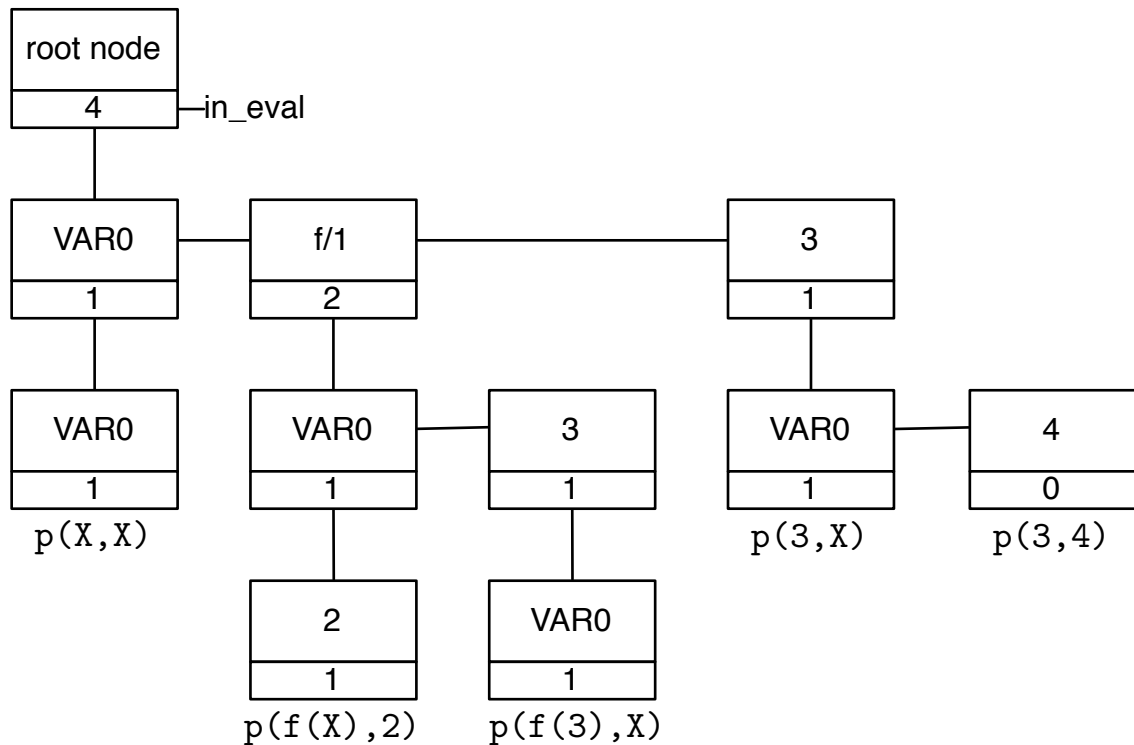 root node
4
in_eval
VAR0
1
f/1
2
3
1
VAR0
1
p(X,X)
VAR0
1
3
1
VAR0
1
p(3,X)
4
0
p(3,4)
2
1
p(f(X),2)
VAR0
1
p(f(3),X)